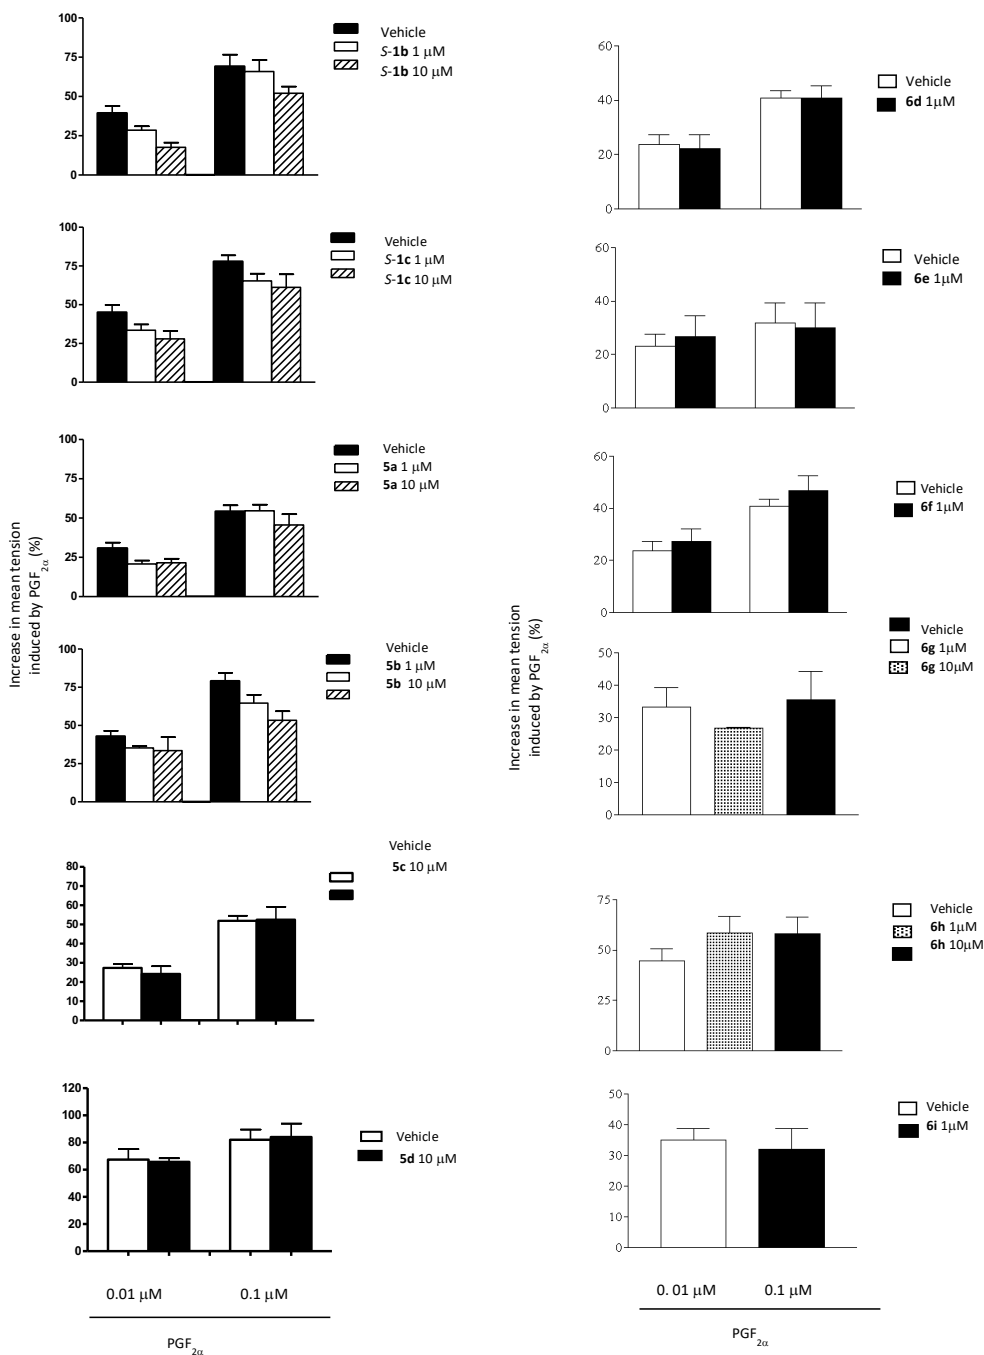 100
75
50
25
0
Vehicle
S-1b 1 μM
S-1b 10 μM
100
75
50
25
0
Vehicle
S-1c 1 μM
S-1c 10 μM
100
75
50
25
0
Vehicle
5a 1 μM
5a 10 μM
Increase in mean tension
induced by PGF2α (%)
100
75
50
25
0
Vehicle
5b 1 μM
5b 10 μM
80
70
60
50
40
30
20
10
0
Vehicle
5c 10 μM
120
100
80
60
40
20
0
Vehicle
5d 10 μM
0.01 μM 0.1 μM
PGF2α
60
40
20
0
Vehicle
6d 1μM
60
40
20
0
Vehicle
6e 1μM
60
40
20
0
Vehicle
6f 1μM
Increase in mean tension
induced by PGF2α (%)
50
40
30
20
10
0
Vehicle
6g 1μM
6g 10μM
75
50
25
0
Vehicle
6h 1μM
6h 10μM
50
40
30
20
10
0
Vehicle
6i 1μM
0. 01 μM 0.1 μM
PGF2α